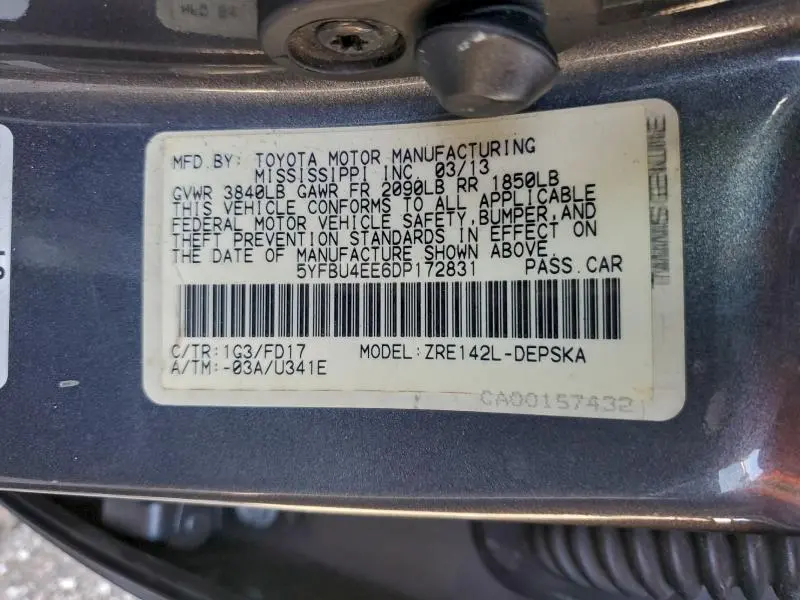 MFD.BY: TOYOTA MOTOR MANUFACTURING
MISSISSIPPI INC. 03/13
GVWR 3840LB GAWR FR 2090LB RR 1850LB
THIS VEHICLE CONFORMS TO ALL APPLICABLE
FEDERAL MOTOR VEHICLE SAFETY,BUMPER,AND
THEFT PREVENTION STANDARDS IN EFFECT ON
THE DATE OF MANUFACTURE SHOWN ABOVE.
5YFBU4EE6DP172831 PASS.CAR
C/TR:1G3/FD17 MODEL:ZRE142L-DEPSKA
A/TM:-03A/U341E
CA00157432